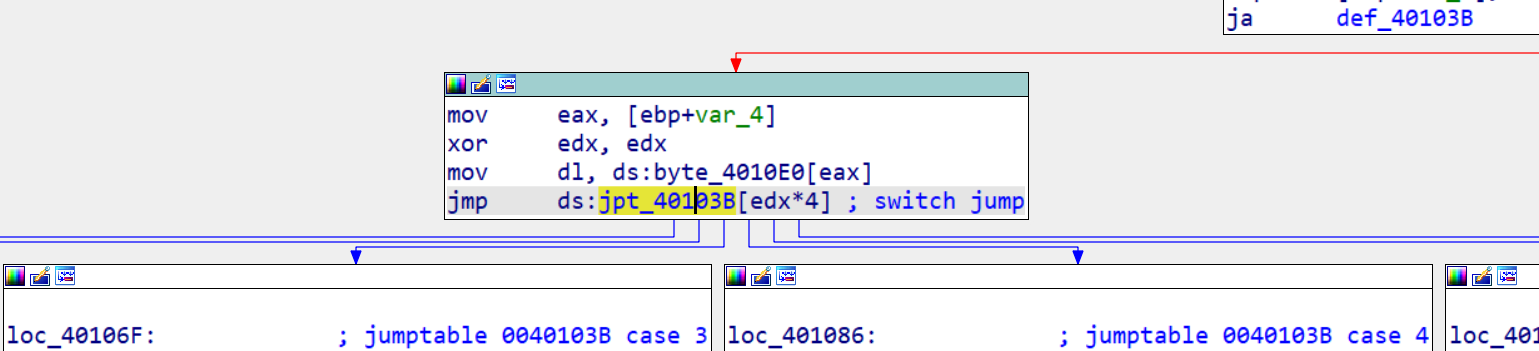 ja def_40103B
mov eax, [ebp+var_4]
xor edx, edx
mov dl, ds:byte_4010E0[eax]
jmp ds:jpt_40103B[edx*4] ; switch jump
loc_40106F: ; jumptable 0040103B case 3
loc_401086: ; jumptable 0040103B case 4